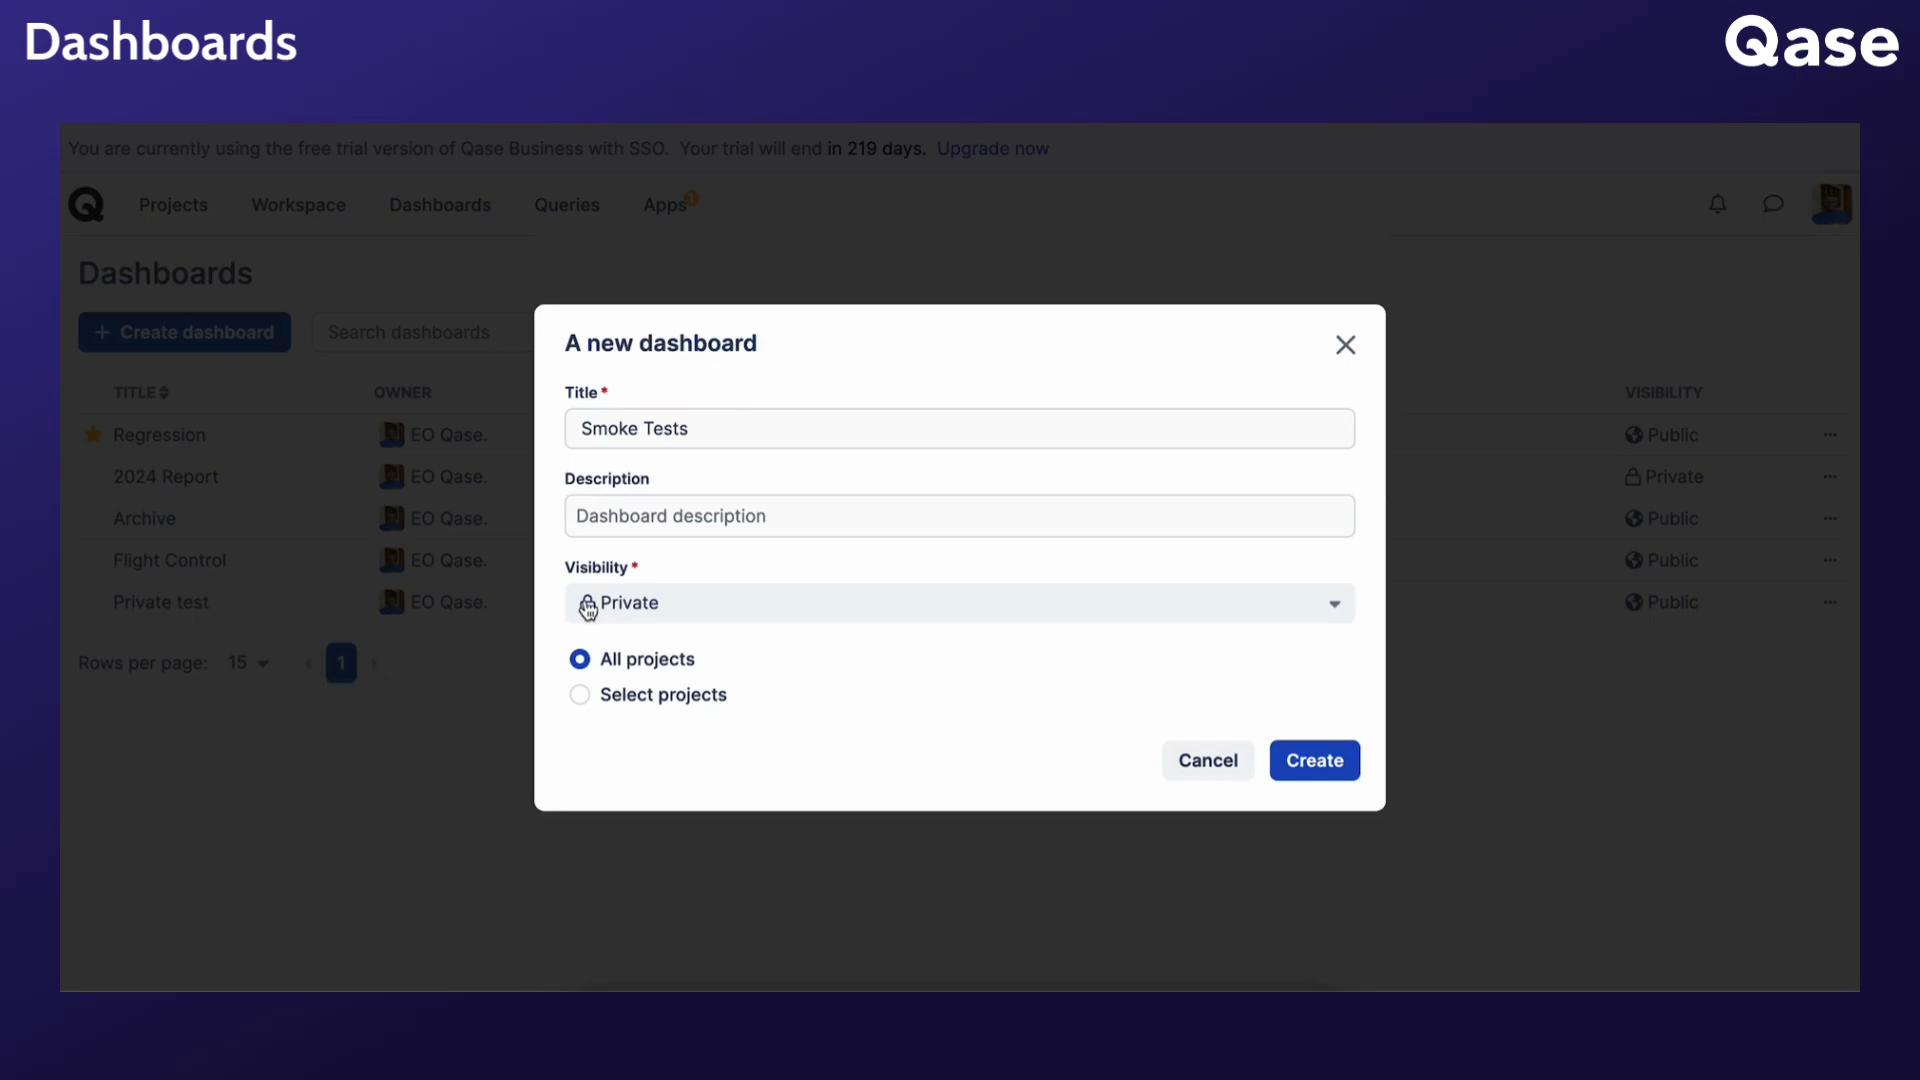 Dashboards
Qase
You are currently using the free trial version of Qase Business with SSO. Your trial will end in 219 days. Upgrade now
Projects Workspace Dashboards Queries Apps 1
Dashboards
+ Create dashboard Search dashboards
TITLE OWNER VISIBILITY
Regression EO Qase. Public ...
2024 Report EO Qase. Private ...
Archive EO Qase. Public ...
Flight Control EO Qase. Public ...
Private test EO Qase. Public ...
Rows per page: 15 1
A new dashboard
Title *
Smoke Tests
Description
Dashboard description
Visibility *
Private
All projects
Select projects
Cancel Create